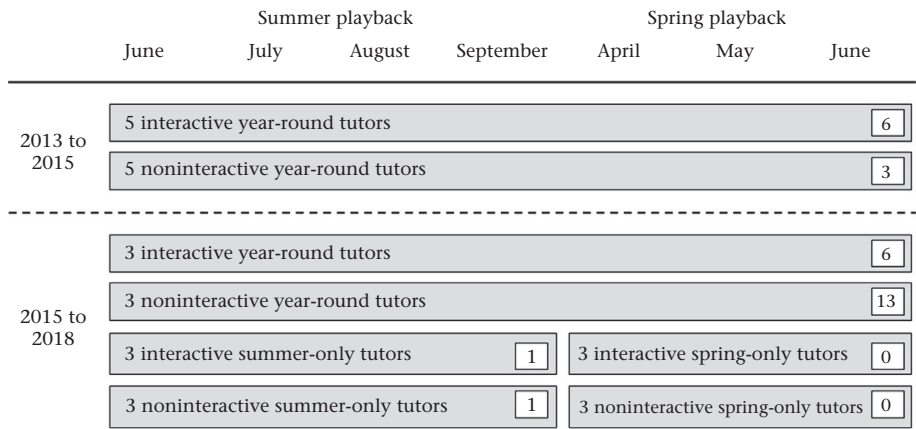 Summer playback Spring playback
June July August September April May June
2013 to
2015
5 interactive year-round tutors 6
5 noninteractive year-round tutors 3
2015 to
2018
3 interactive year-round tutors 6
3 noninteractive year-round tutors 13
3 interactive summer-only tutors 1 3 interactive spring-only tutors 0
3 noninteractive summer-only tutors 1 3 noninteractive spring-only tutors 0